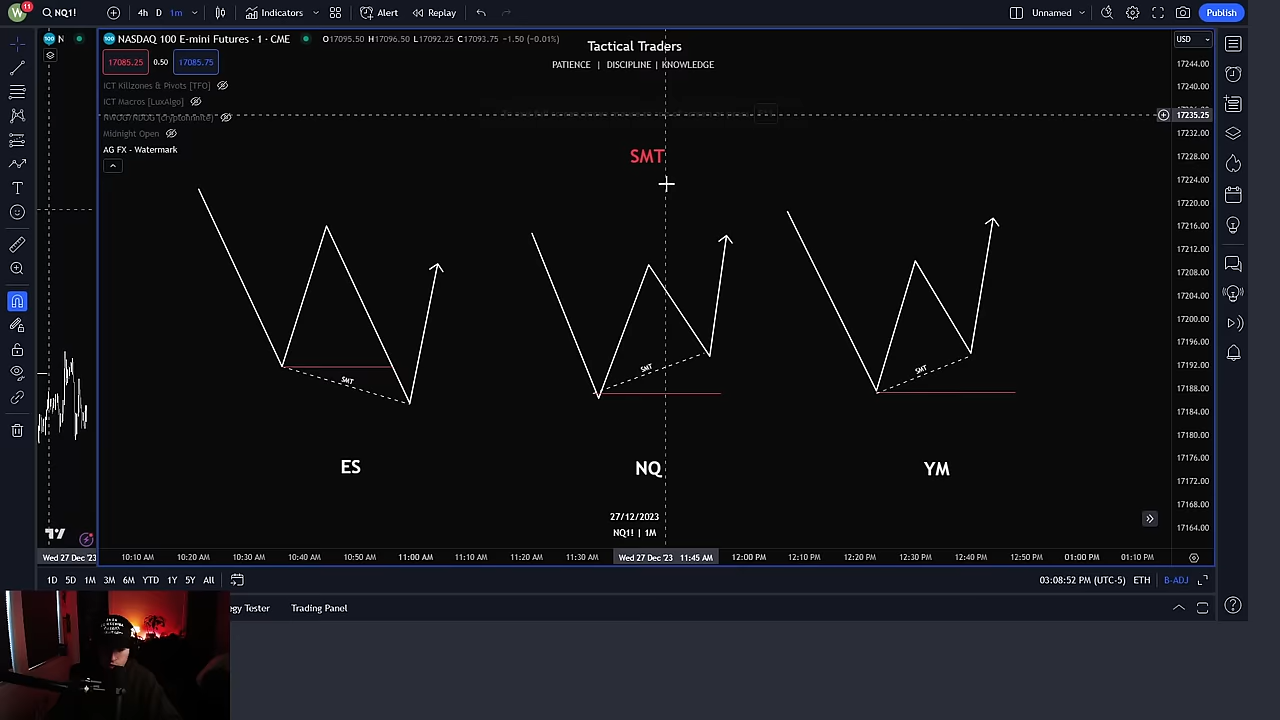 W 11 NQ1! 4h D 1m Indicators Alert Replay Unnamed Publish
N NASDAQ 100 E-mini Futures · 1 · CME O17095.50 H17096.50 L17092.25 C17093.75 −1.50 (−0.01%) USD
Tactical Traders
17085.25 0.50 17085.75
PATIENCE | DISCIPLINE | KNOWLEDGE
ICT Killzones & Pivots [TFO]
ICT Macros [LuxAlgo]
NWOG/NDOG [cryptonnite]
Midnight Open
AG FX - Watermark
SMT
17244.00
17240.00
17235.25
17232.00
17228.00
17224.00
17220.00
17216.00
17212.00
17208.00
17204.00
17200.00
17196.00
17192.00
17188.00
17184.00
17180.00
17176.00
17172.00
17168.00
17164.00
SMT SMT SMT
ES NQ YM
27/12/2023
NQ1! | 1M
Wed 27 Dec '23 10:10 AM 10:20 AM 10:30 AM 10:40 AM 10:50 AM 11:00 AM 11:10 AM 11:20 AM 11:30 AM Wed 27 Dec '23 11:45 AM 12:00 PM 12:10 PM 12:20 PM 12:30 PM 12:40 PM 12:50 PM 01:00 PM 01:10 PM
1D 5D 1M 3M 6M YTD 1Y 5Y All 03:08:52 PM (UTC-5) ETH B-ADJ
egy Tester Trading Panel